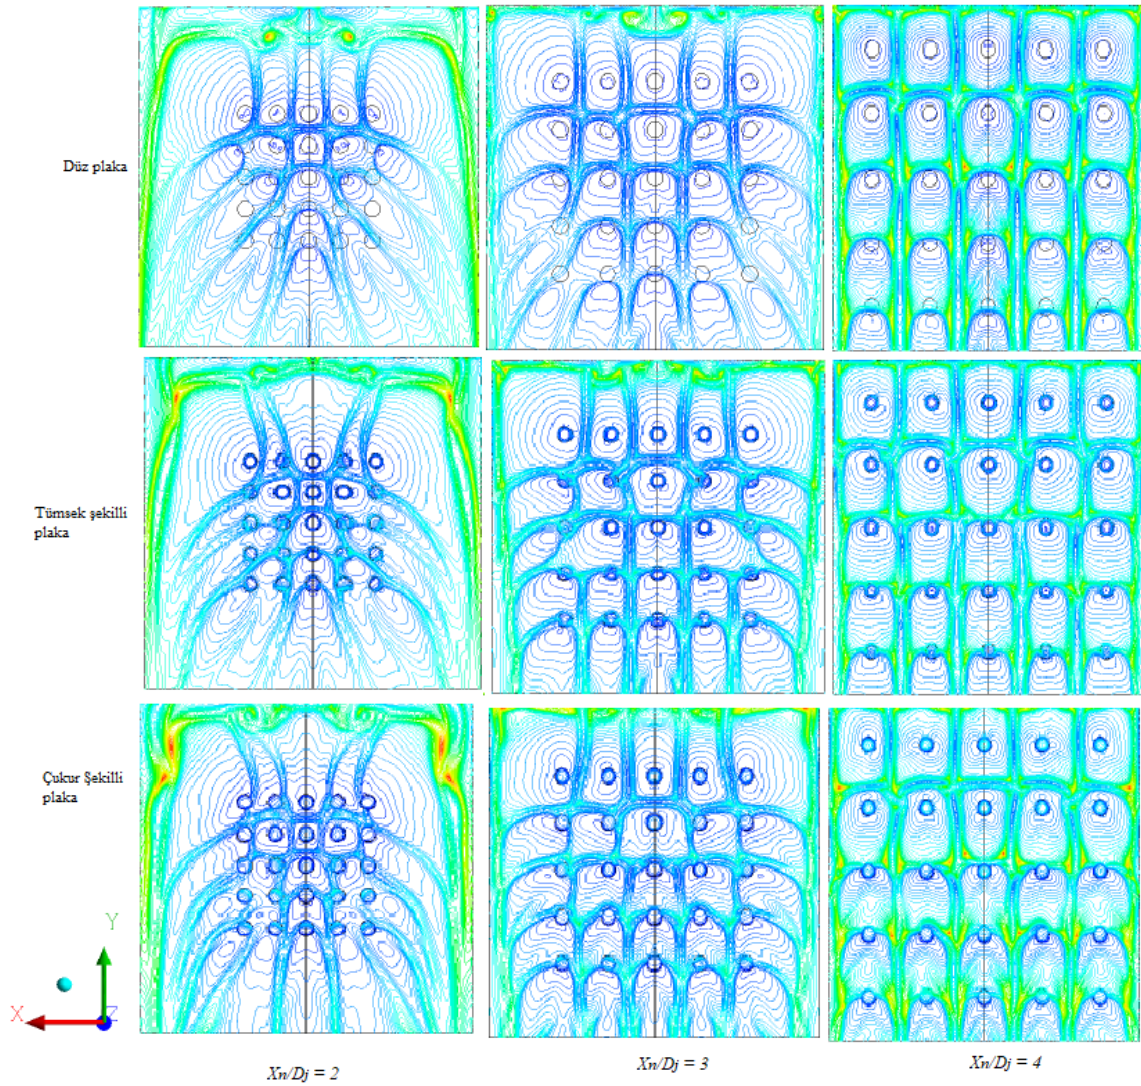 Düz plaka
Tümsek şekilli
plaka
Çukur Şekilli
plaka
Y
X
Z
Xn/Dj = 2
Xn/Dj = 3
Xn/Dj = 4